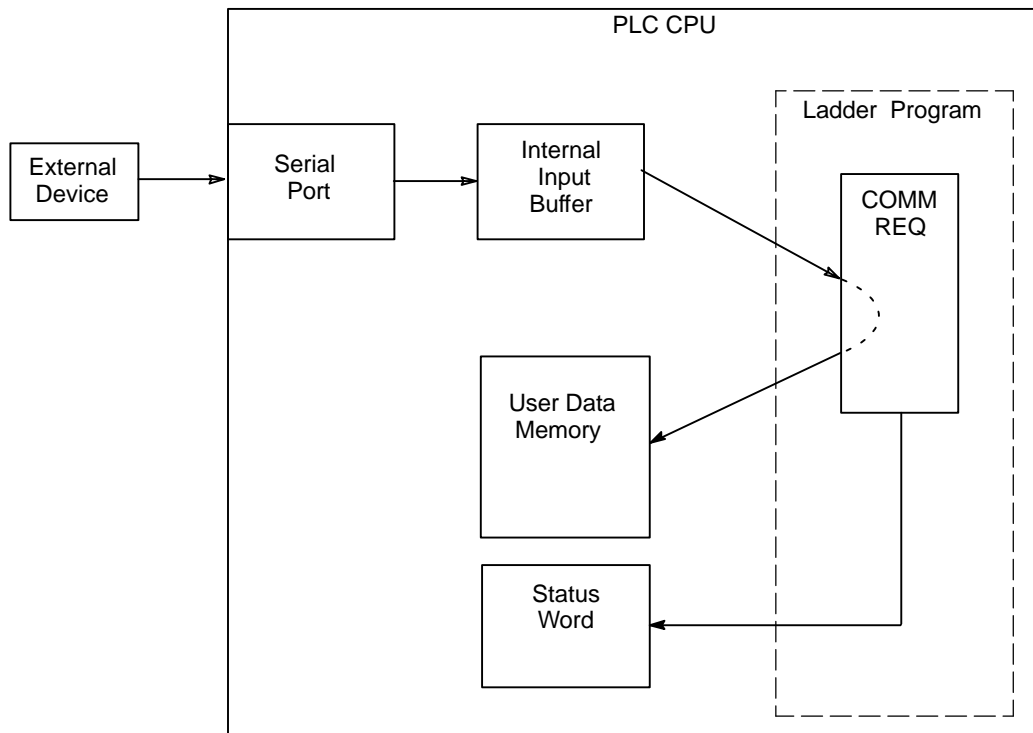 PLC CPU
Ladder Program
External
Device
Serial
Port
Internal
Input
Buffer
COMM
REQ
User Data
Memory
Status
Word